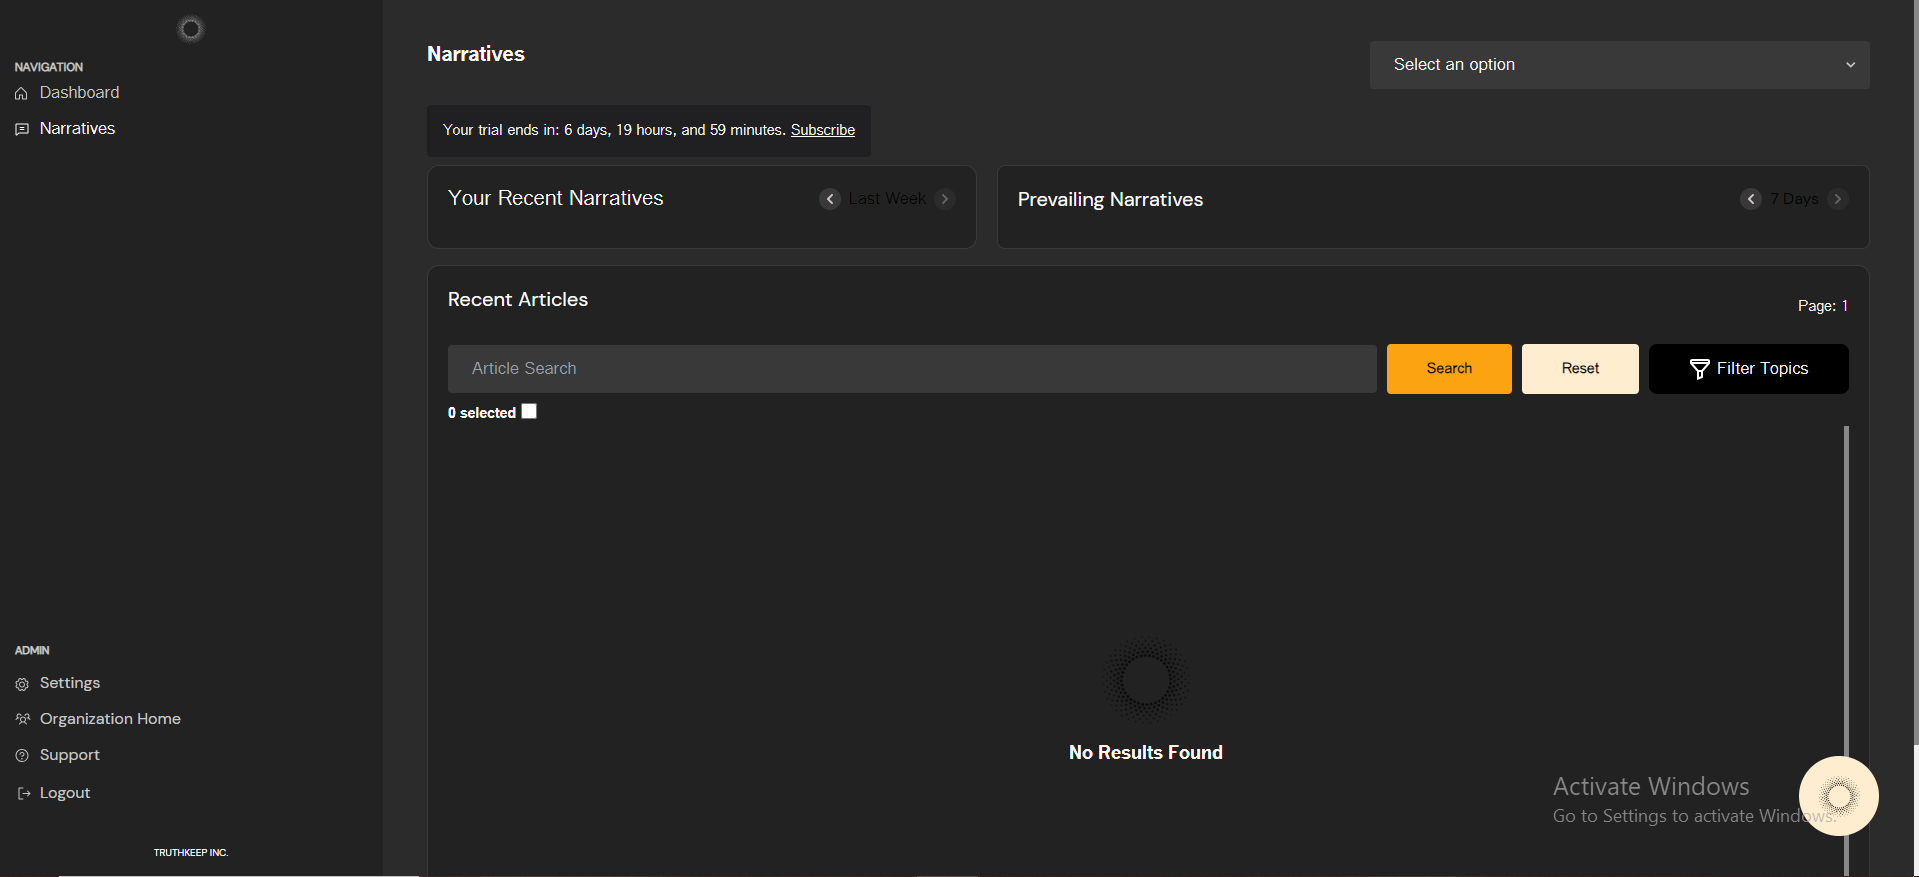 NAVIGATION
Dashboard
Narratives
ADMIN
Settings
Organization Home
Support
Logout
TRUTHKEEP INC.
Narratives
Select an option
Your trial ends in: 6 days, 19 hours, and 59 minutes. Subscribe
Your Recent Narratives
Last Week
Prevailing Narratives
7 Days
Recent Articles
Page: 1
Article Search
Search
Reset
Filter Topics
0 selected
No Results Found
Activate Windows
Go to Settings to activate Windows.